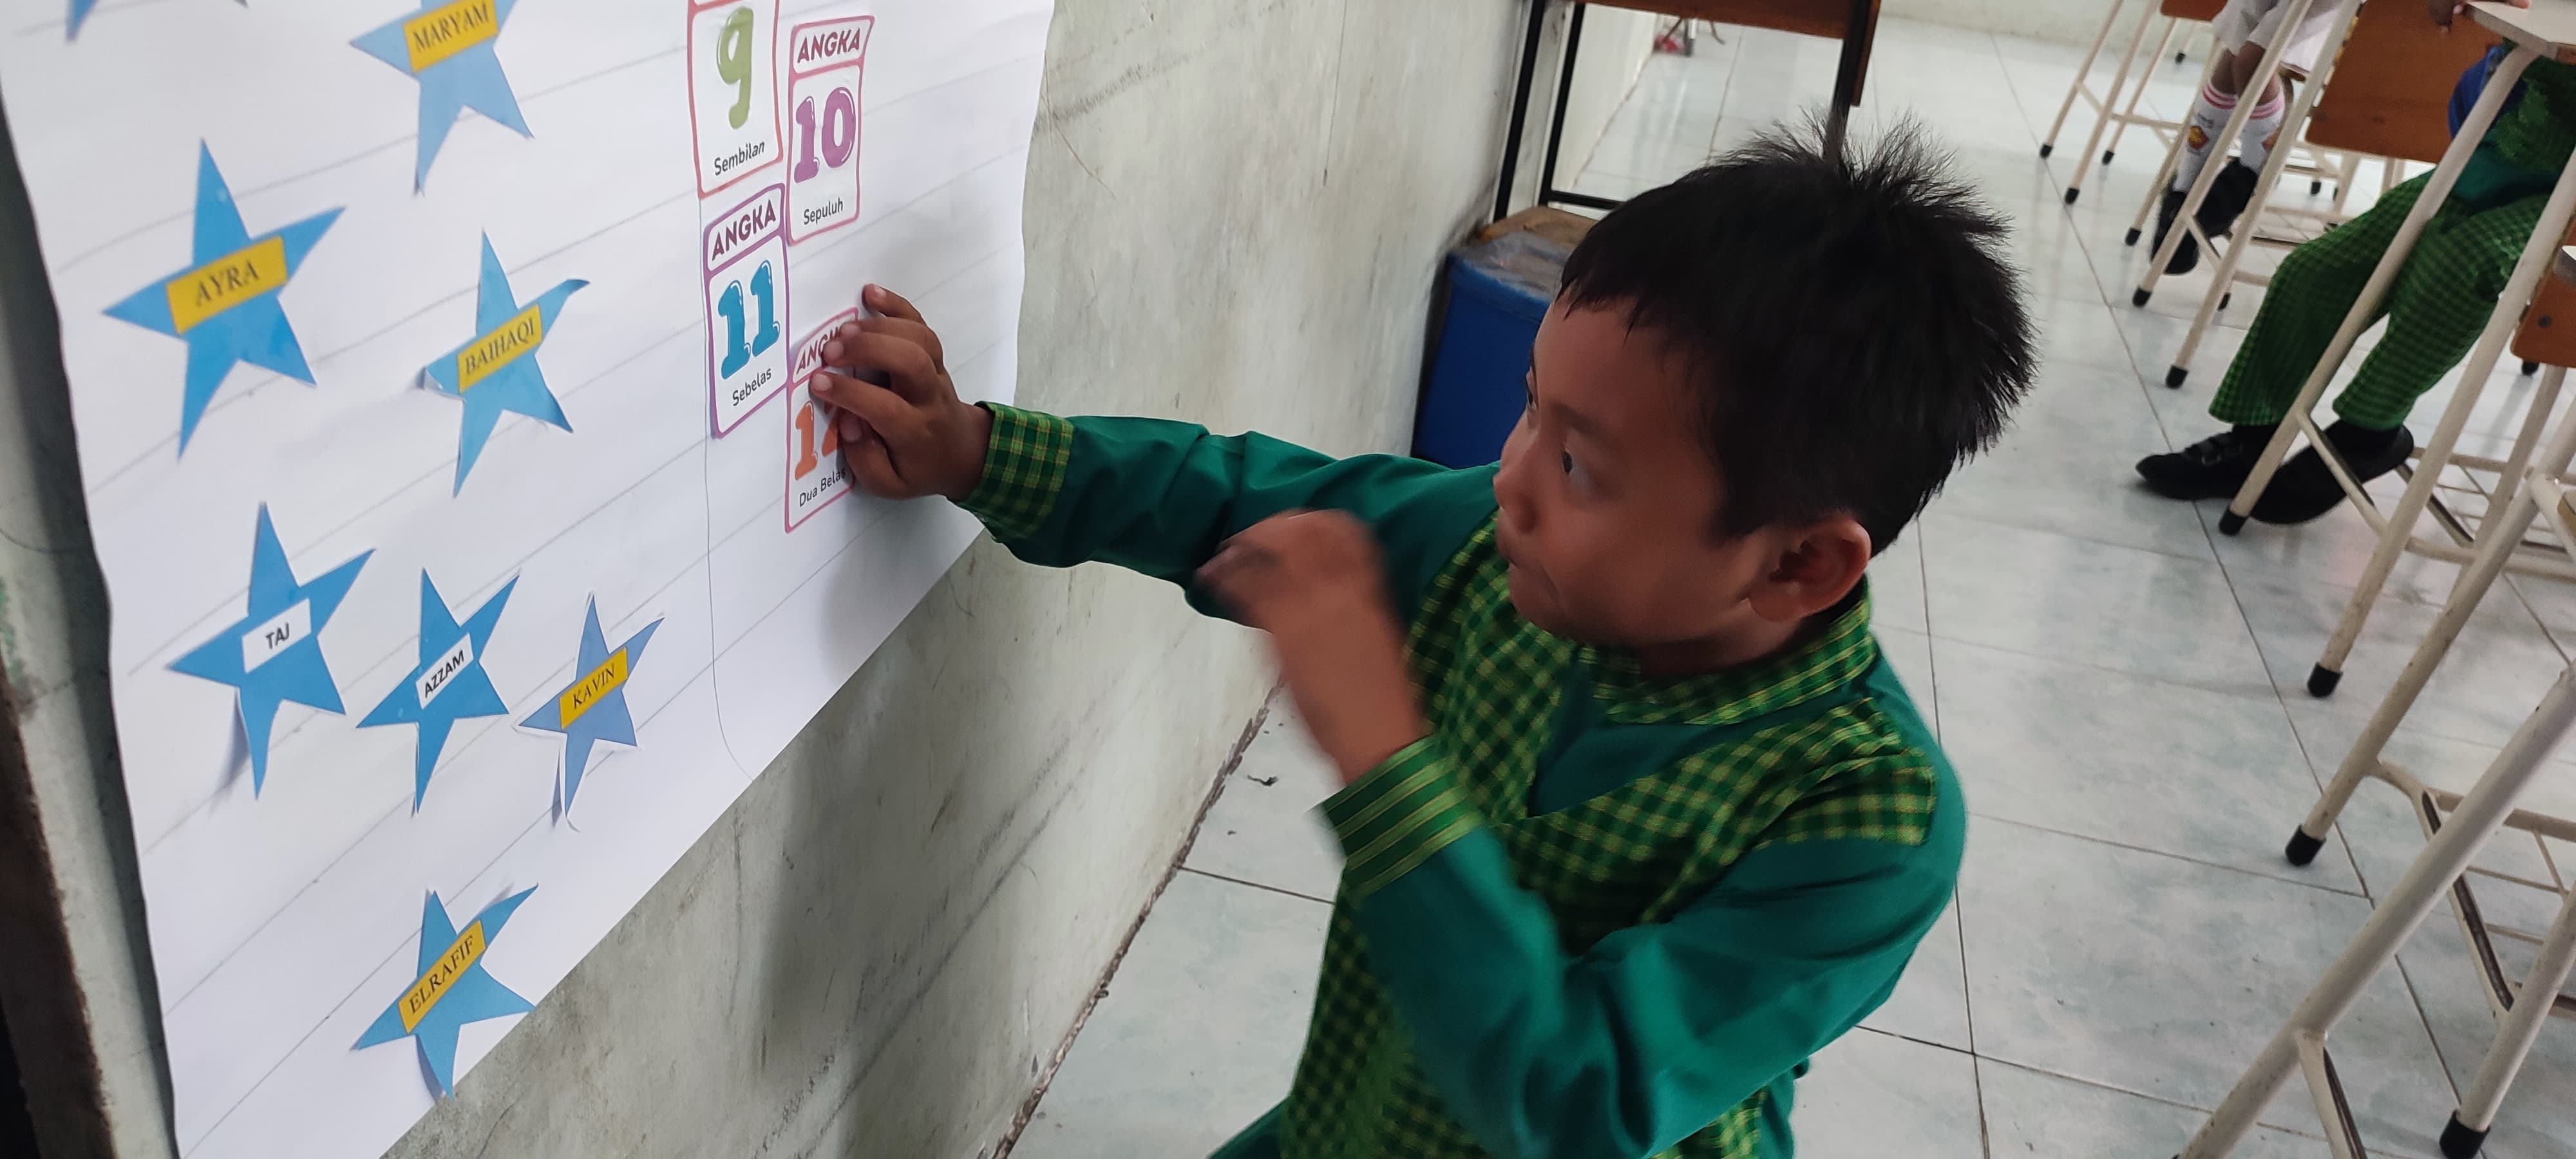 MARYAM
AYRA
BAIHAQI
TAJ
AZZAM
KAVIN
ELRAFIF
9
Sembilan
ANGKA
10
Sepuluh
ANGKA
11
Sebelas
Dua Belas